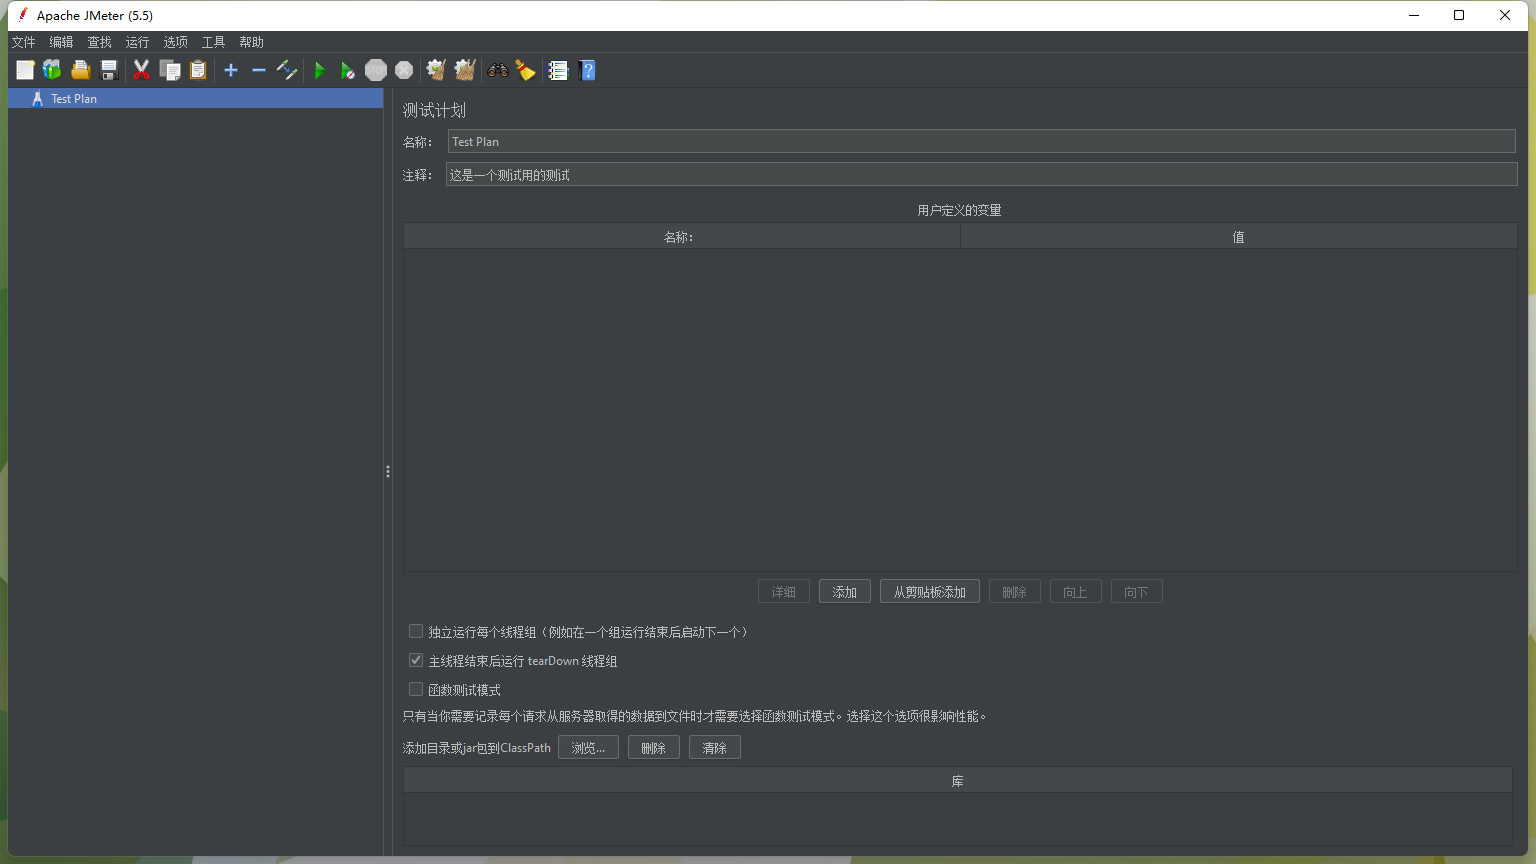 Apache JMeter (5.5)
文件 编辑 查找 运行 选项 工具 帮助
STOP
?
Test Plan
测试计划
名称： Test Plan
注释： 这是一个测试用的测试
用户定义的变量
名称： 值
详细 添加 从剪贴板添加 删除 向上 向下
独立运行每个线程组（例如在一个组运行结束后启动下一个）
主线程结束后运行 tearDown 线程组
函数测试模式
只有当你需要记录每个请求从服务器取得的数据到文件时才需要选择函数测试模式。选择这个选项很影响性能。
添加目录或jar包到ClassPath 浏览... 删除 清除
库